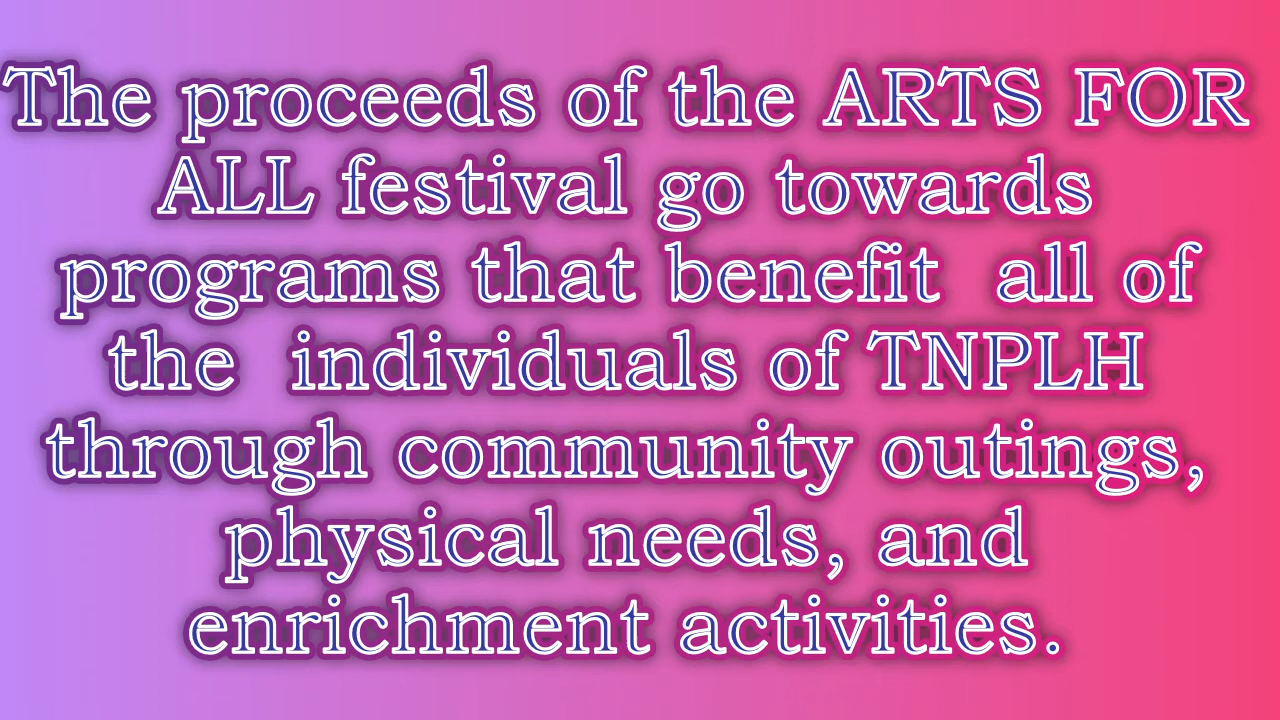 The proceeds of the ARTS FOR
ALL festival go towards
programs that benefit  all of
the  individuals of TNPLH
through community outings,
physical needs, and
enrichment activities.